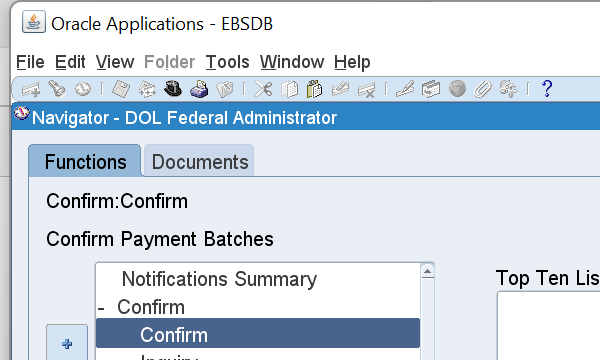 Oracle Applications - EBSDB
File Edit View Folder Tools Window Help
Navigator - DOL Federal Administrator
Functions Documents
Confirm:Confirm
Confirm Payment Batches
Notifications Summary
Top Ten Lis
- Confirm
Confirm
Inquiry